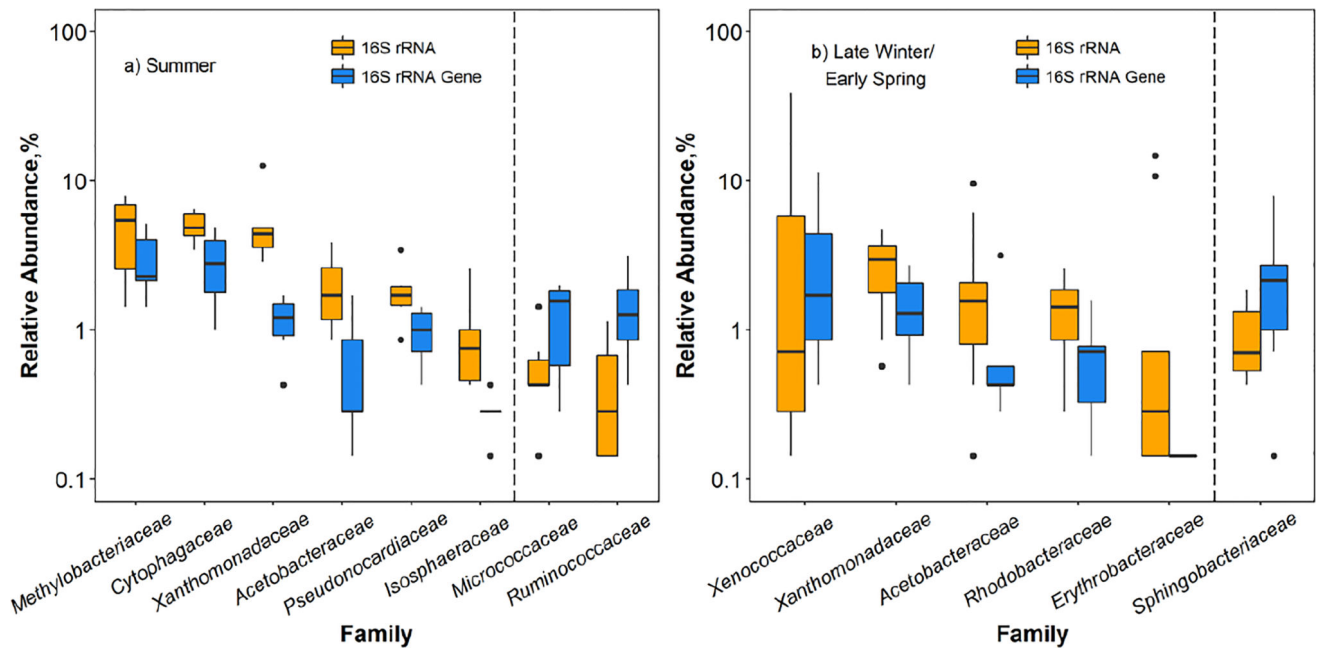 100
10
1
0.1
Relative Abundance,%
a) Summer
16S rRNA
16S rRNA Gene
Methylobacteriaceae
Cytophagaceae
Xanthomonadaceae
Acetobacteraceae
Pseudonocardiaceae
Isosphaeraceae
Micrococcaceae
Ruminococcaceae
Family
100
10
1
0.1
Relative Abundance,%
b) Late Winter/
Early Spring
16S rRNA
16S rRNA Gene
Xenococcaceae
Xanthomonadaceae
Acetobacteraceae
Rhodobacteraceae
Erythrobacteraceae
Sphingobacteriaceae
Family